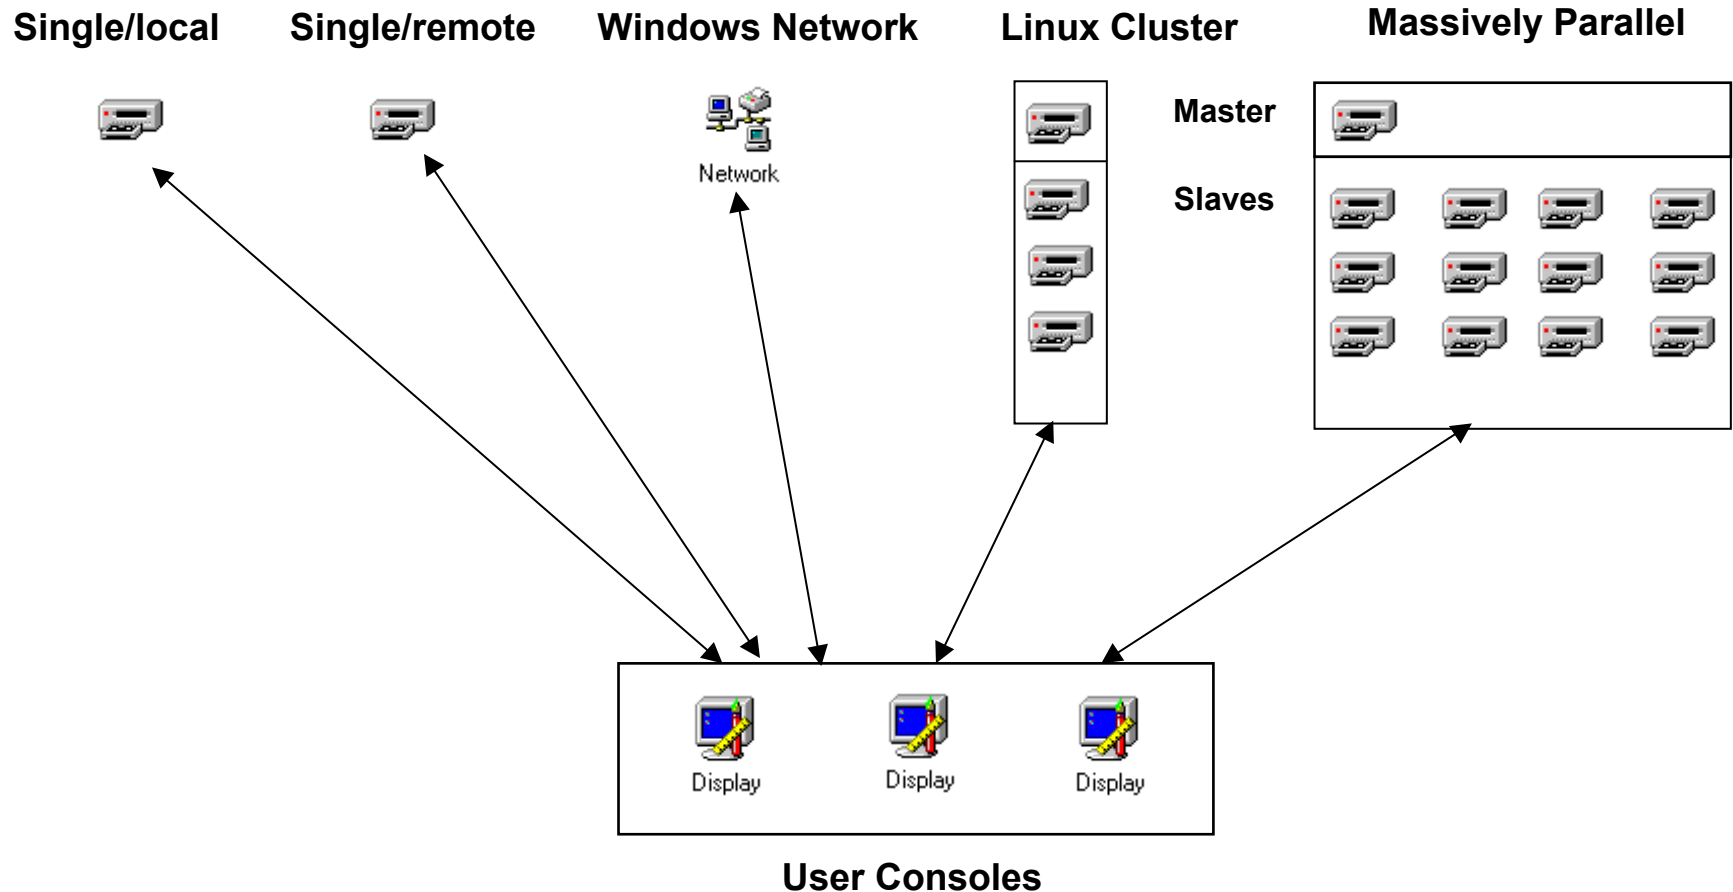 Single/local
Single/remote
Windows Network
Linux Cluster
Massively Parallel
Network
Master
Slaves
Display
Display
Display
User Consoles